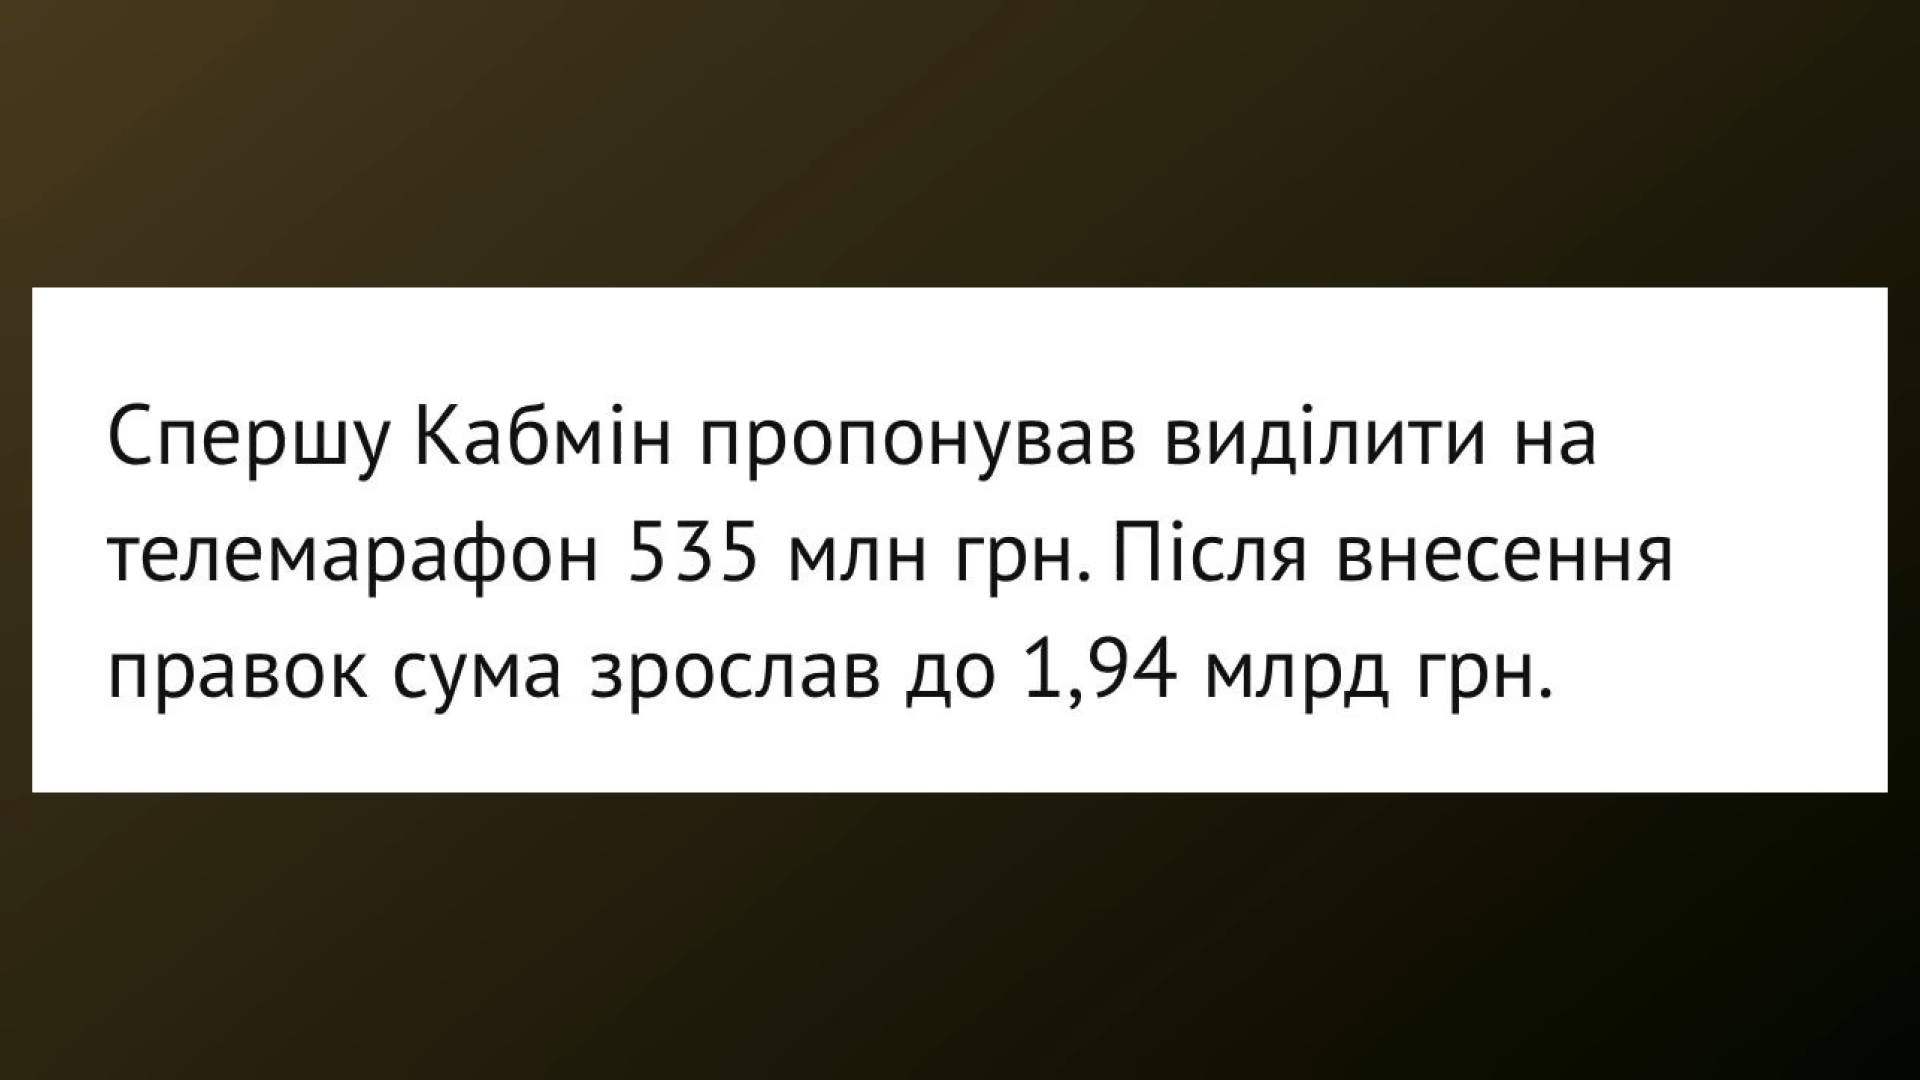 Спершу Кабмін пропонував виділити на
телемарафон 535 млн грн. Після внесення
правок сума зрослав до 1,94 млрд грн.